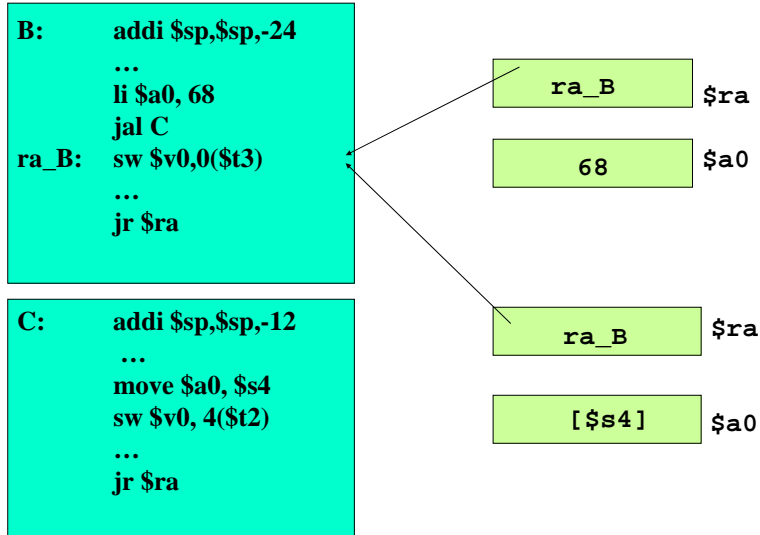 B: addi $sp,$sp,-24
…
li $a0, 68
jal C
ra_B: sw $v0,0($t3)
…
jr $ra
ra_B $ra
68 $a0
C: addi $sp,$sp,-12
…
move $a0, $s4
sw $v0, 4($t2)
…
jr $ra
ra_B $ra
[$s4] $a0